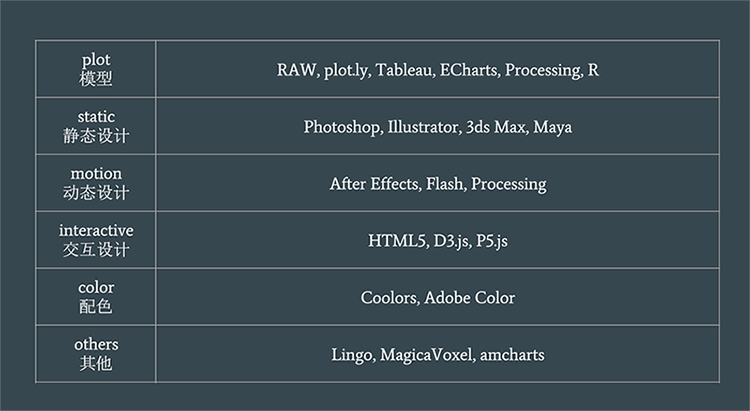 plot
模型
RAW, plot.ly, Tableau, ECharts, Processing, R
static
静态设计
Photoshop, Illustrator, 3ds Max, Maya
motion
动态设计
After Effects, Flash, Processing
interactive
交互设计
HTML5, D3.js, P5.js
color
配色
Coolors, Adobe Color
others
其他
Lingo, MagicaVoxel, amcharts